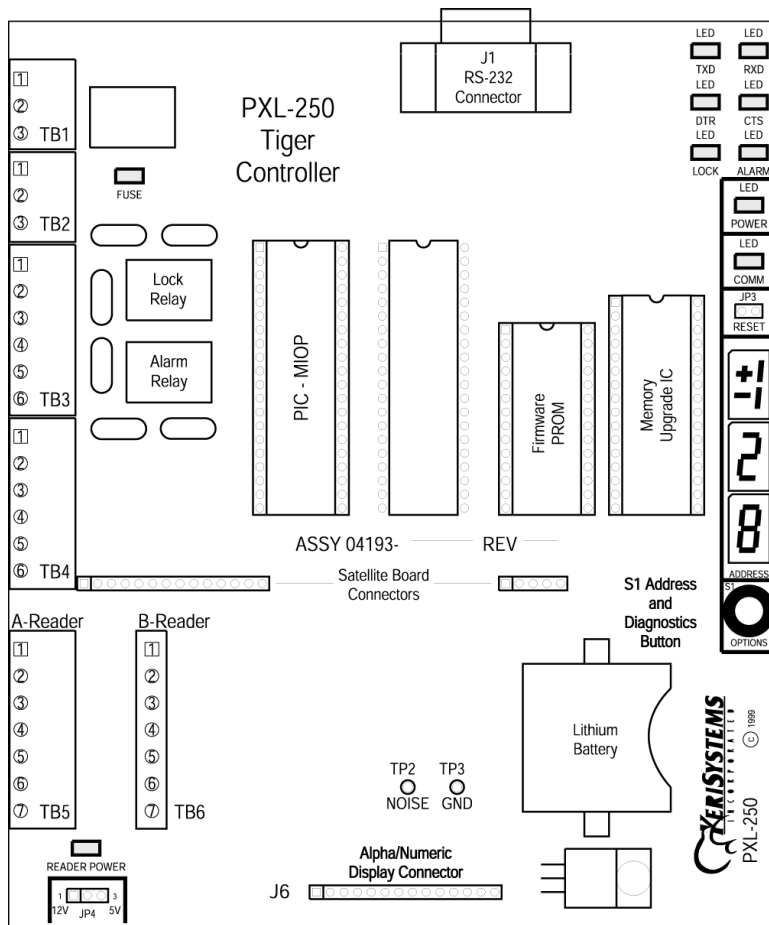 J1
RS-232
Connector
LED LED
TXD RXD
LED LED
DTR CTS
LED LED
LOCK ALARM
LED
POWER
LED
COMM
JP3
RESET
PXL-250
Tiger
Controller
1
2
3 TB1
FUSE
1
2
3 TB2
1
2
3
4
5
6 TB3
Lock
Relay
Alarm
Relay
PIC - MIOP
Firmware
PROM
Memory
Upgrade IC
+1
-1
2
8
ADDRESS
S1
OPTIONS
1
2
3
4
5
6 TB4
ASSY 04193- REV
Satellite Board
Connectors
S1 Address
and
Diagnostics
Button
A-Reader B-Reader
1
2
3
4
5
6
7 TB5
1
2
3
4
5
6
7 TB6
Lithium
Battery
TP2 TP3
NOISE GND
READER POWER
1 3
12V JP4 5V
Alpha/Numeric
Display Connector
J6
KERISYSTEMS
INCORPORATED
© 1999
PXL-250